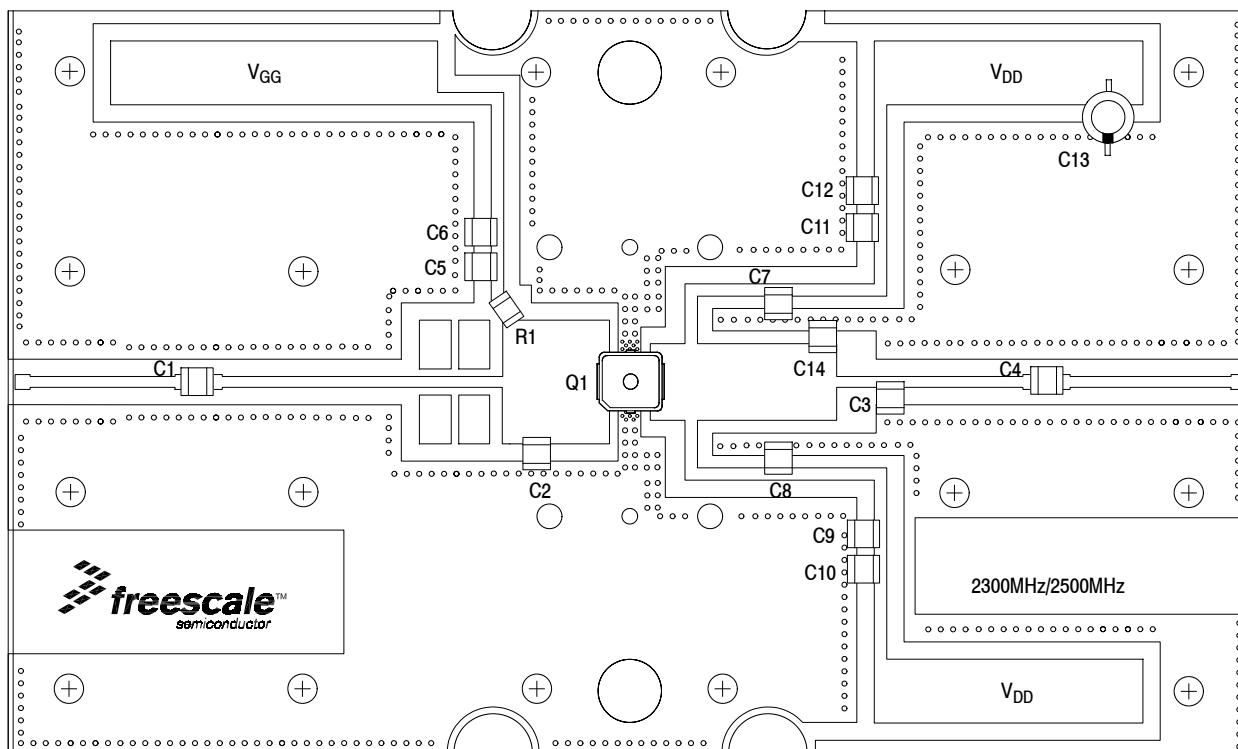 VGG
VDD
C13
C12
C11
C6
C5
C7
R1
C14
C1
Q1
C4
C3
C2
C8
C9
C10
freescale™
semiconductor
2300MHz/2500MHz
VDD